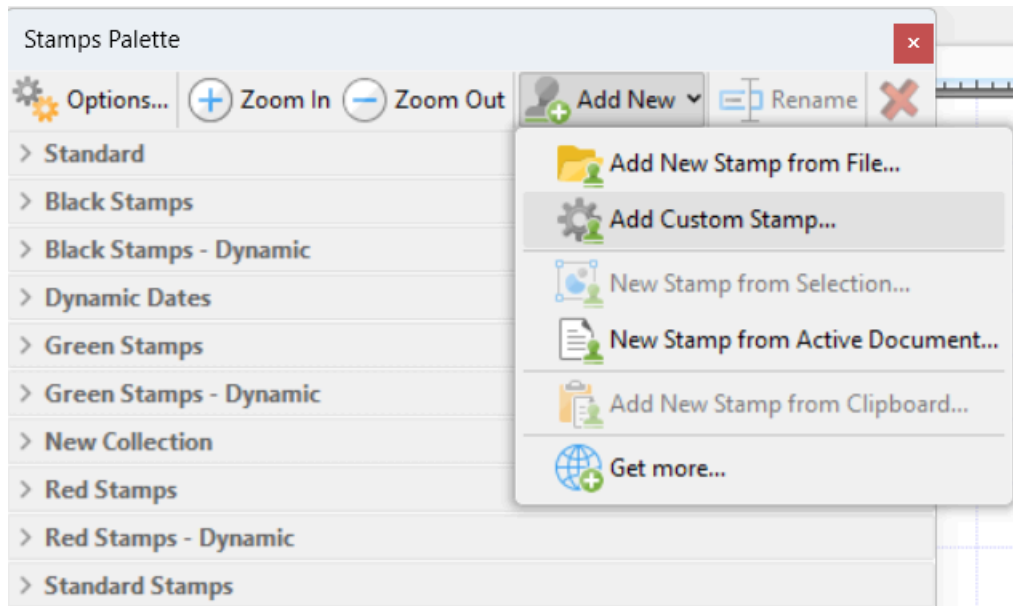 Stamps Palette
Options... Zoom In Zoom Out Add New Rename
Standard
Black Stamps
Black Stamps - Dynamic
Dynamic Dates
Green Stamps
Green Stamps - Dynamic
New Collection
Red Stamps
Red Stamps - Dynamic
Standard Stamps
Add New Stamp from File...
Add Custom Stamp...
New Stamp from Selection...
New Stamp from Active Document...
Add New Stamp from Clipboard...
Get more...